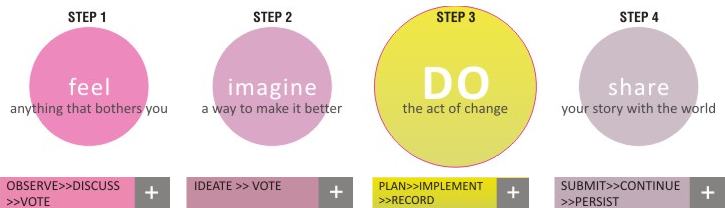 STEP 1
feel
anything that bothers you
OBSERVE>>DISCUSS
>>VOTE
+
STEP 2
imagine
a way to make it better
IDEATE >> VOTE
+
STEP 3
DO
the act of change
PLAN>>IMPLEMENT
>>RECORD
+
STEP 4
share
your story with the world
SUBMIT>>CONTINUE
>>PERSIST
+